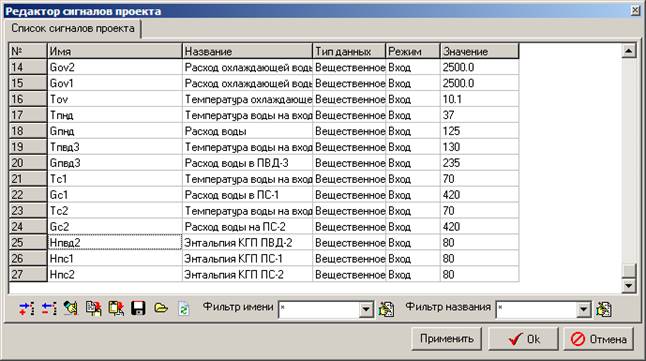 Редактор сигналов проекта
Список сигналов проекта
№ Имя Название Тип данных Режим Значение
14 Gov2 Расход охлаждающей воды Вещественное Вход 2500.0
15 Gov1 Расход охлаждающей воды Вещественное Вход 2500.0
16 Tov Температура охлаждающе Вещественное Вход 10.1
17 Tпнд Температура воды на вход Вещественное Вход 37
18 Gпнд Расход воды Вещественное Вход 125
19 Tпвд3 Температура воды на вход Вещественное Вход 130
20 Gпвд3 Расход воды в ПВД-3 Вещественное Вход 235
21 Tc1 Температура воды на вход Вещественное Вход 70
22 Gc1 Расход воды в ПС-1 Вещественное Вход 420
23 Tc2 Температура воды на вход Вещественное Вход 70
24 Gc2 Расход воды на ПС-2 Вещественное Вход 420
25 Hпвд2 Энтальпия КГП ПВД-2 Вещественное Вход 80
26 Hпс1 Энтальпия КГП ПС-1 Вещественное Вход 80
27 Hпс2 Энтальпия КГП ПС-2 Вещественное Вход 80
Фильтр имени * Фильтр названия *
Применить Ok Отмена